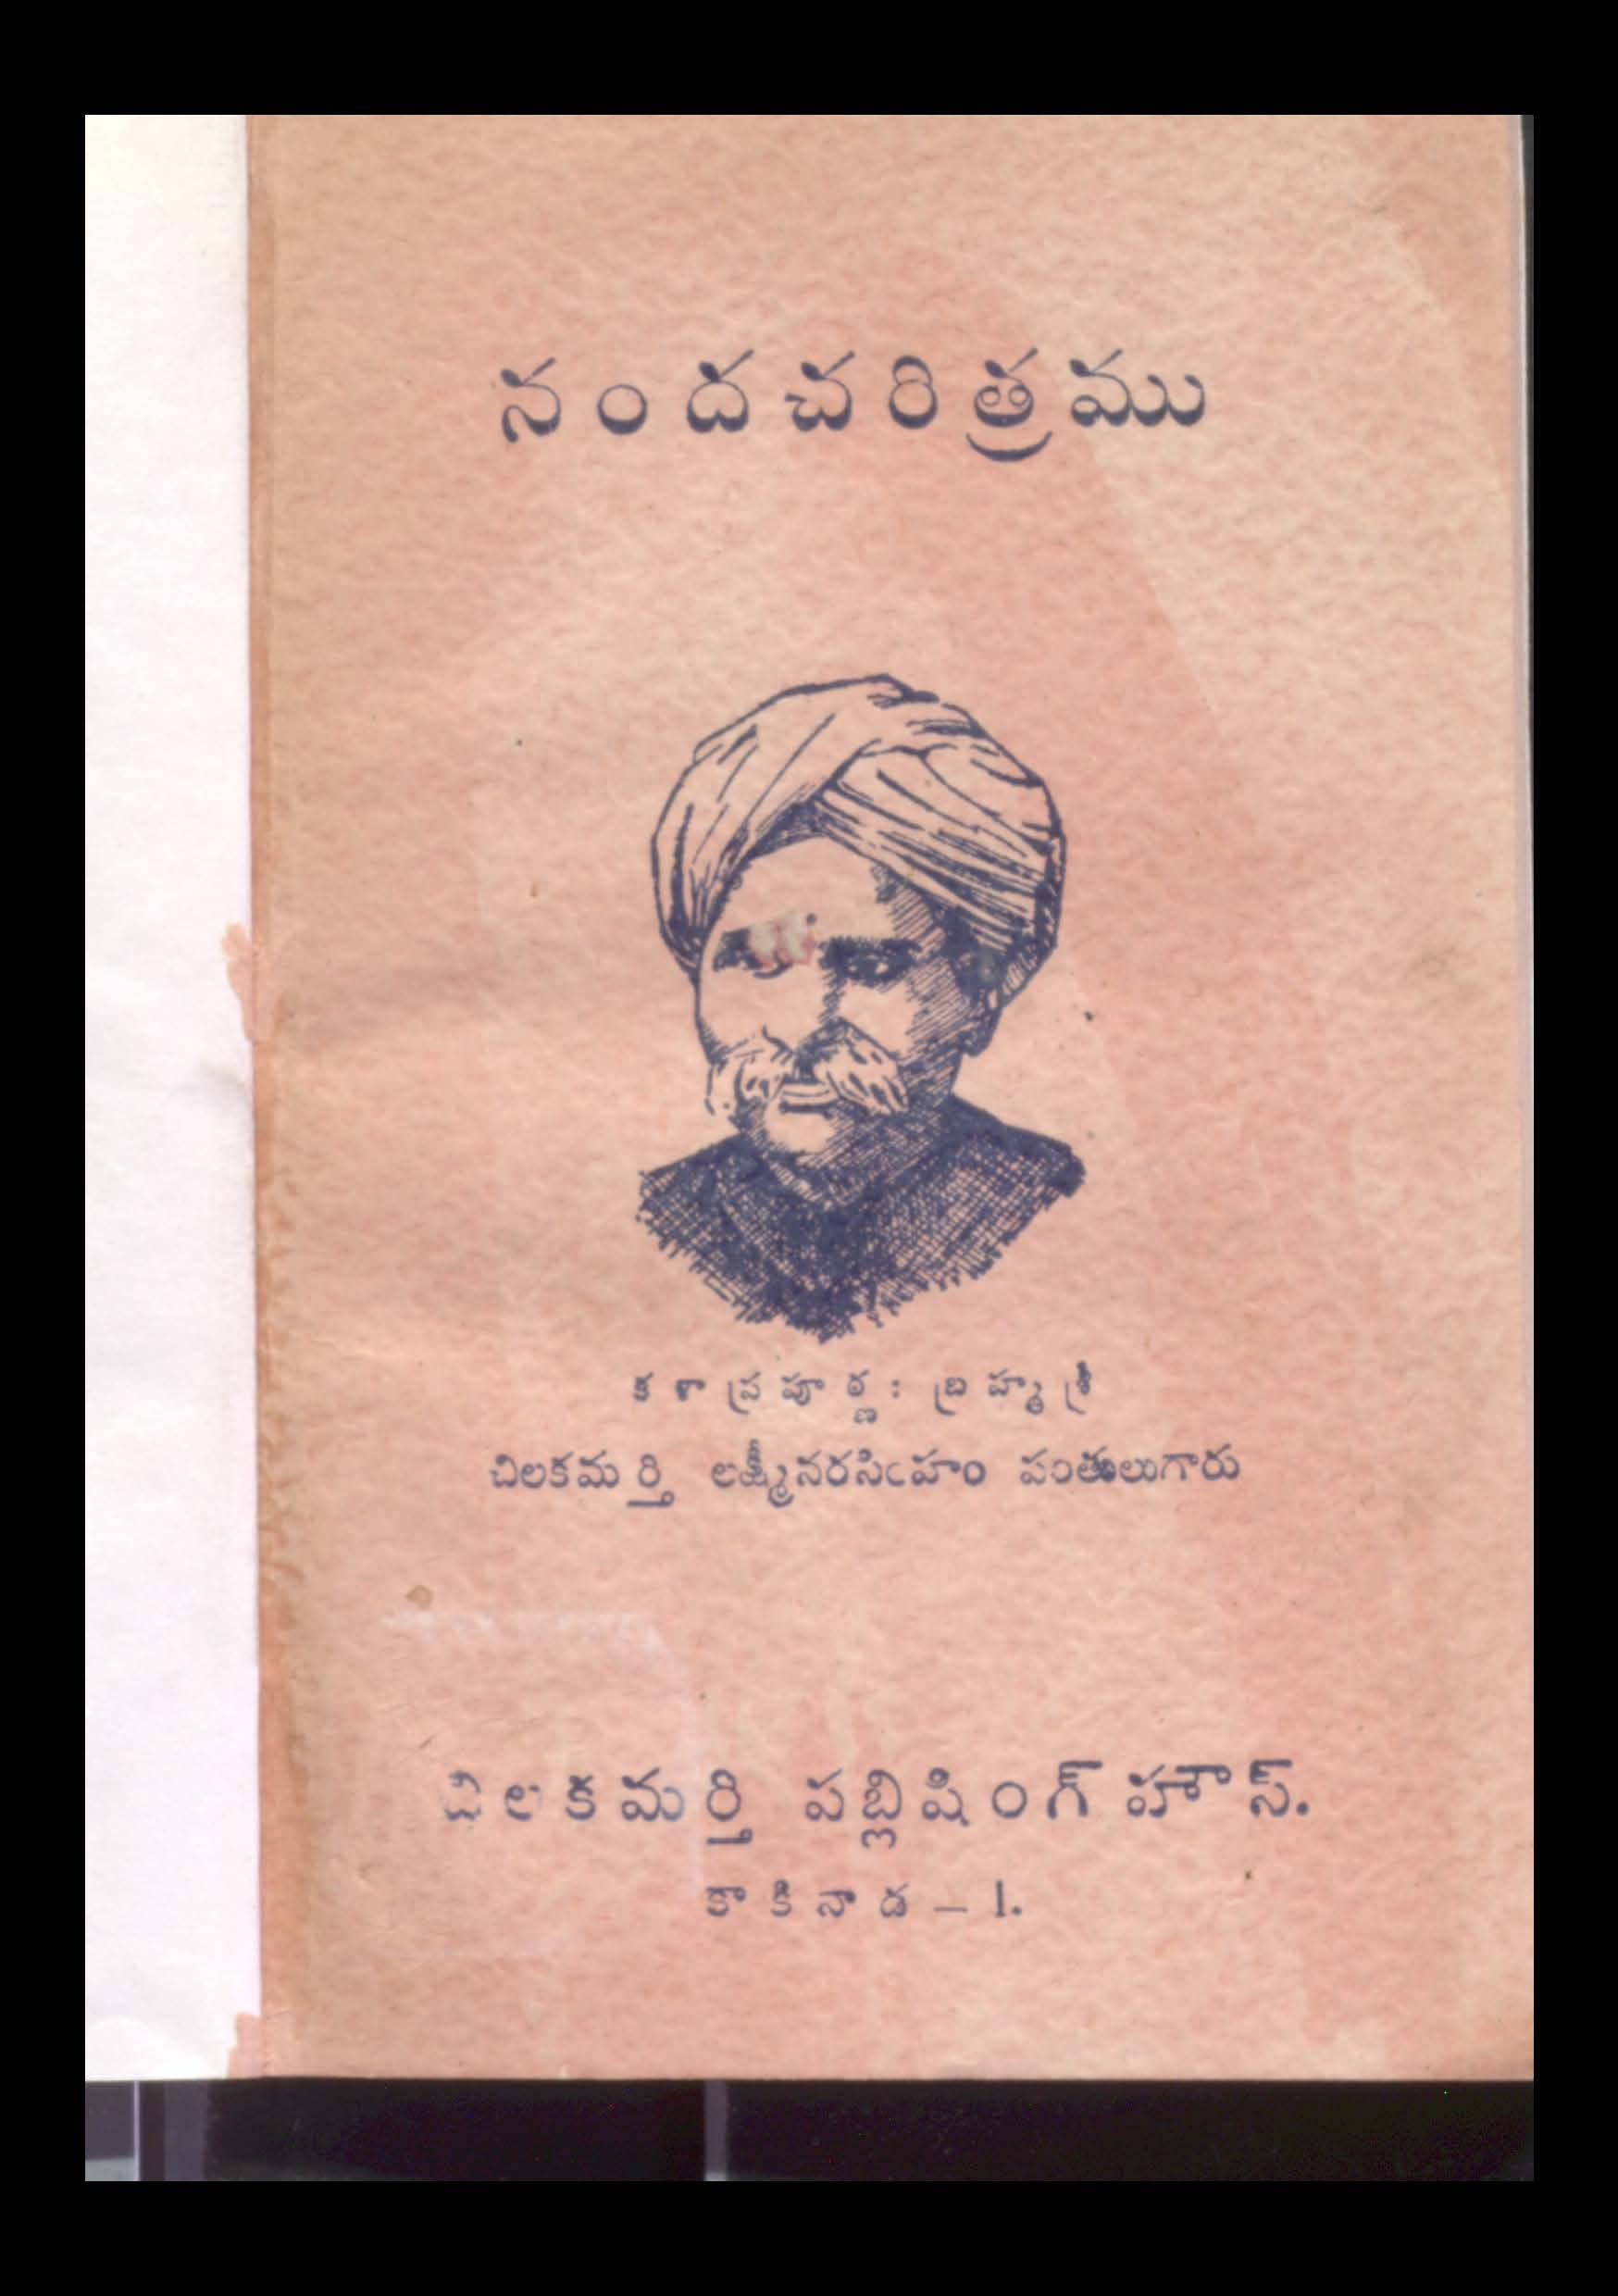 నందచరిత్రము
కళాప్రపూర్ణ: బ్రహ్మశ్రీ
చిలకమర్తి లక్ష్మీనరసింహం పంతులుగారు
చిలకమర్తి పబ్లిషింగ్ హౌస్.
కాకినాడ – 1.